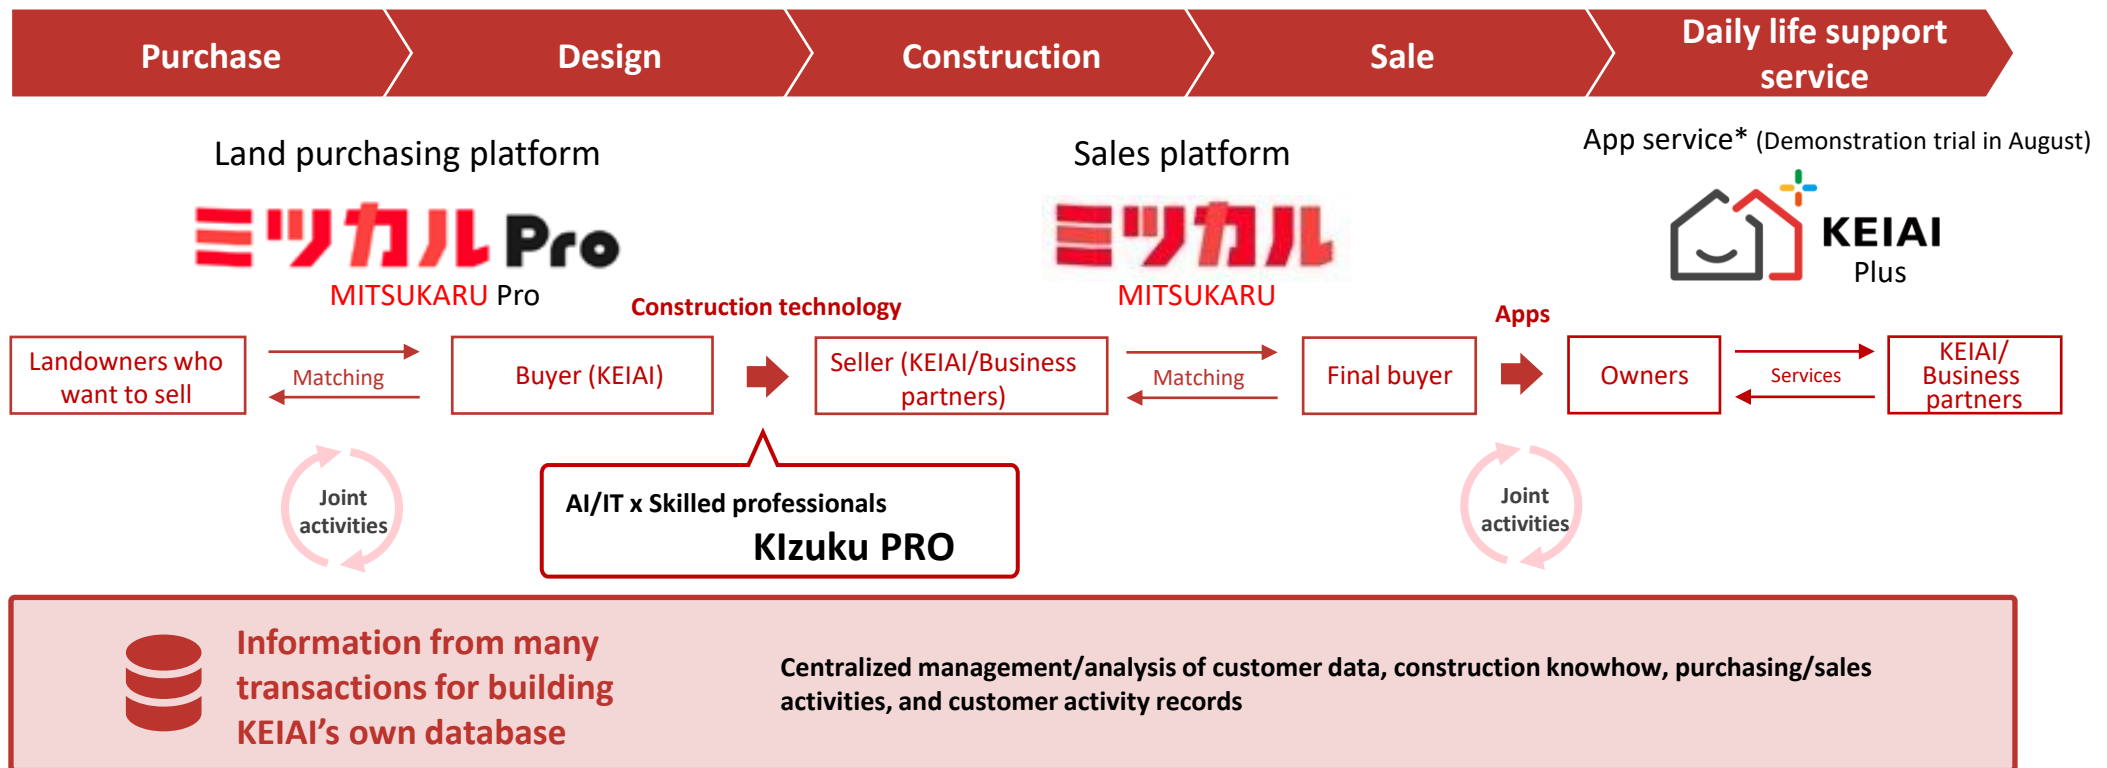 Purchase
Design
Construction
Sale
Daily life support
service
Land purchasing platform
ミツカル Pro
MITSUKARU Pro
Sales platform
ミツカル
MITSUKARU
App service* (Demonstration trial in August)
KEIAI
Plus
Construction technology
Apps
Landowners who
want to sell
Matching
Buyer (KEIAI)
Seller (KEIAI/Business
partners)
Matching
Final buyer
Owners
Services
KEIAI/
Business
partners
Joint
activities
AI/IT x Skilled professionals
KIzuku PRO
Joint
activities
Information from many
transactions for building
KEIAI’s own database
Centralized management/analysis of customer data, construction knowhow, purchasing/sales
activities, and customer activity records